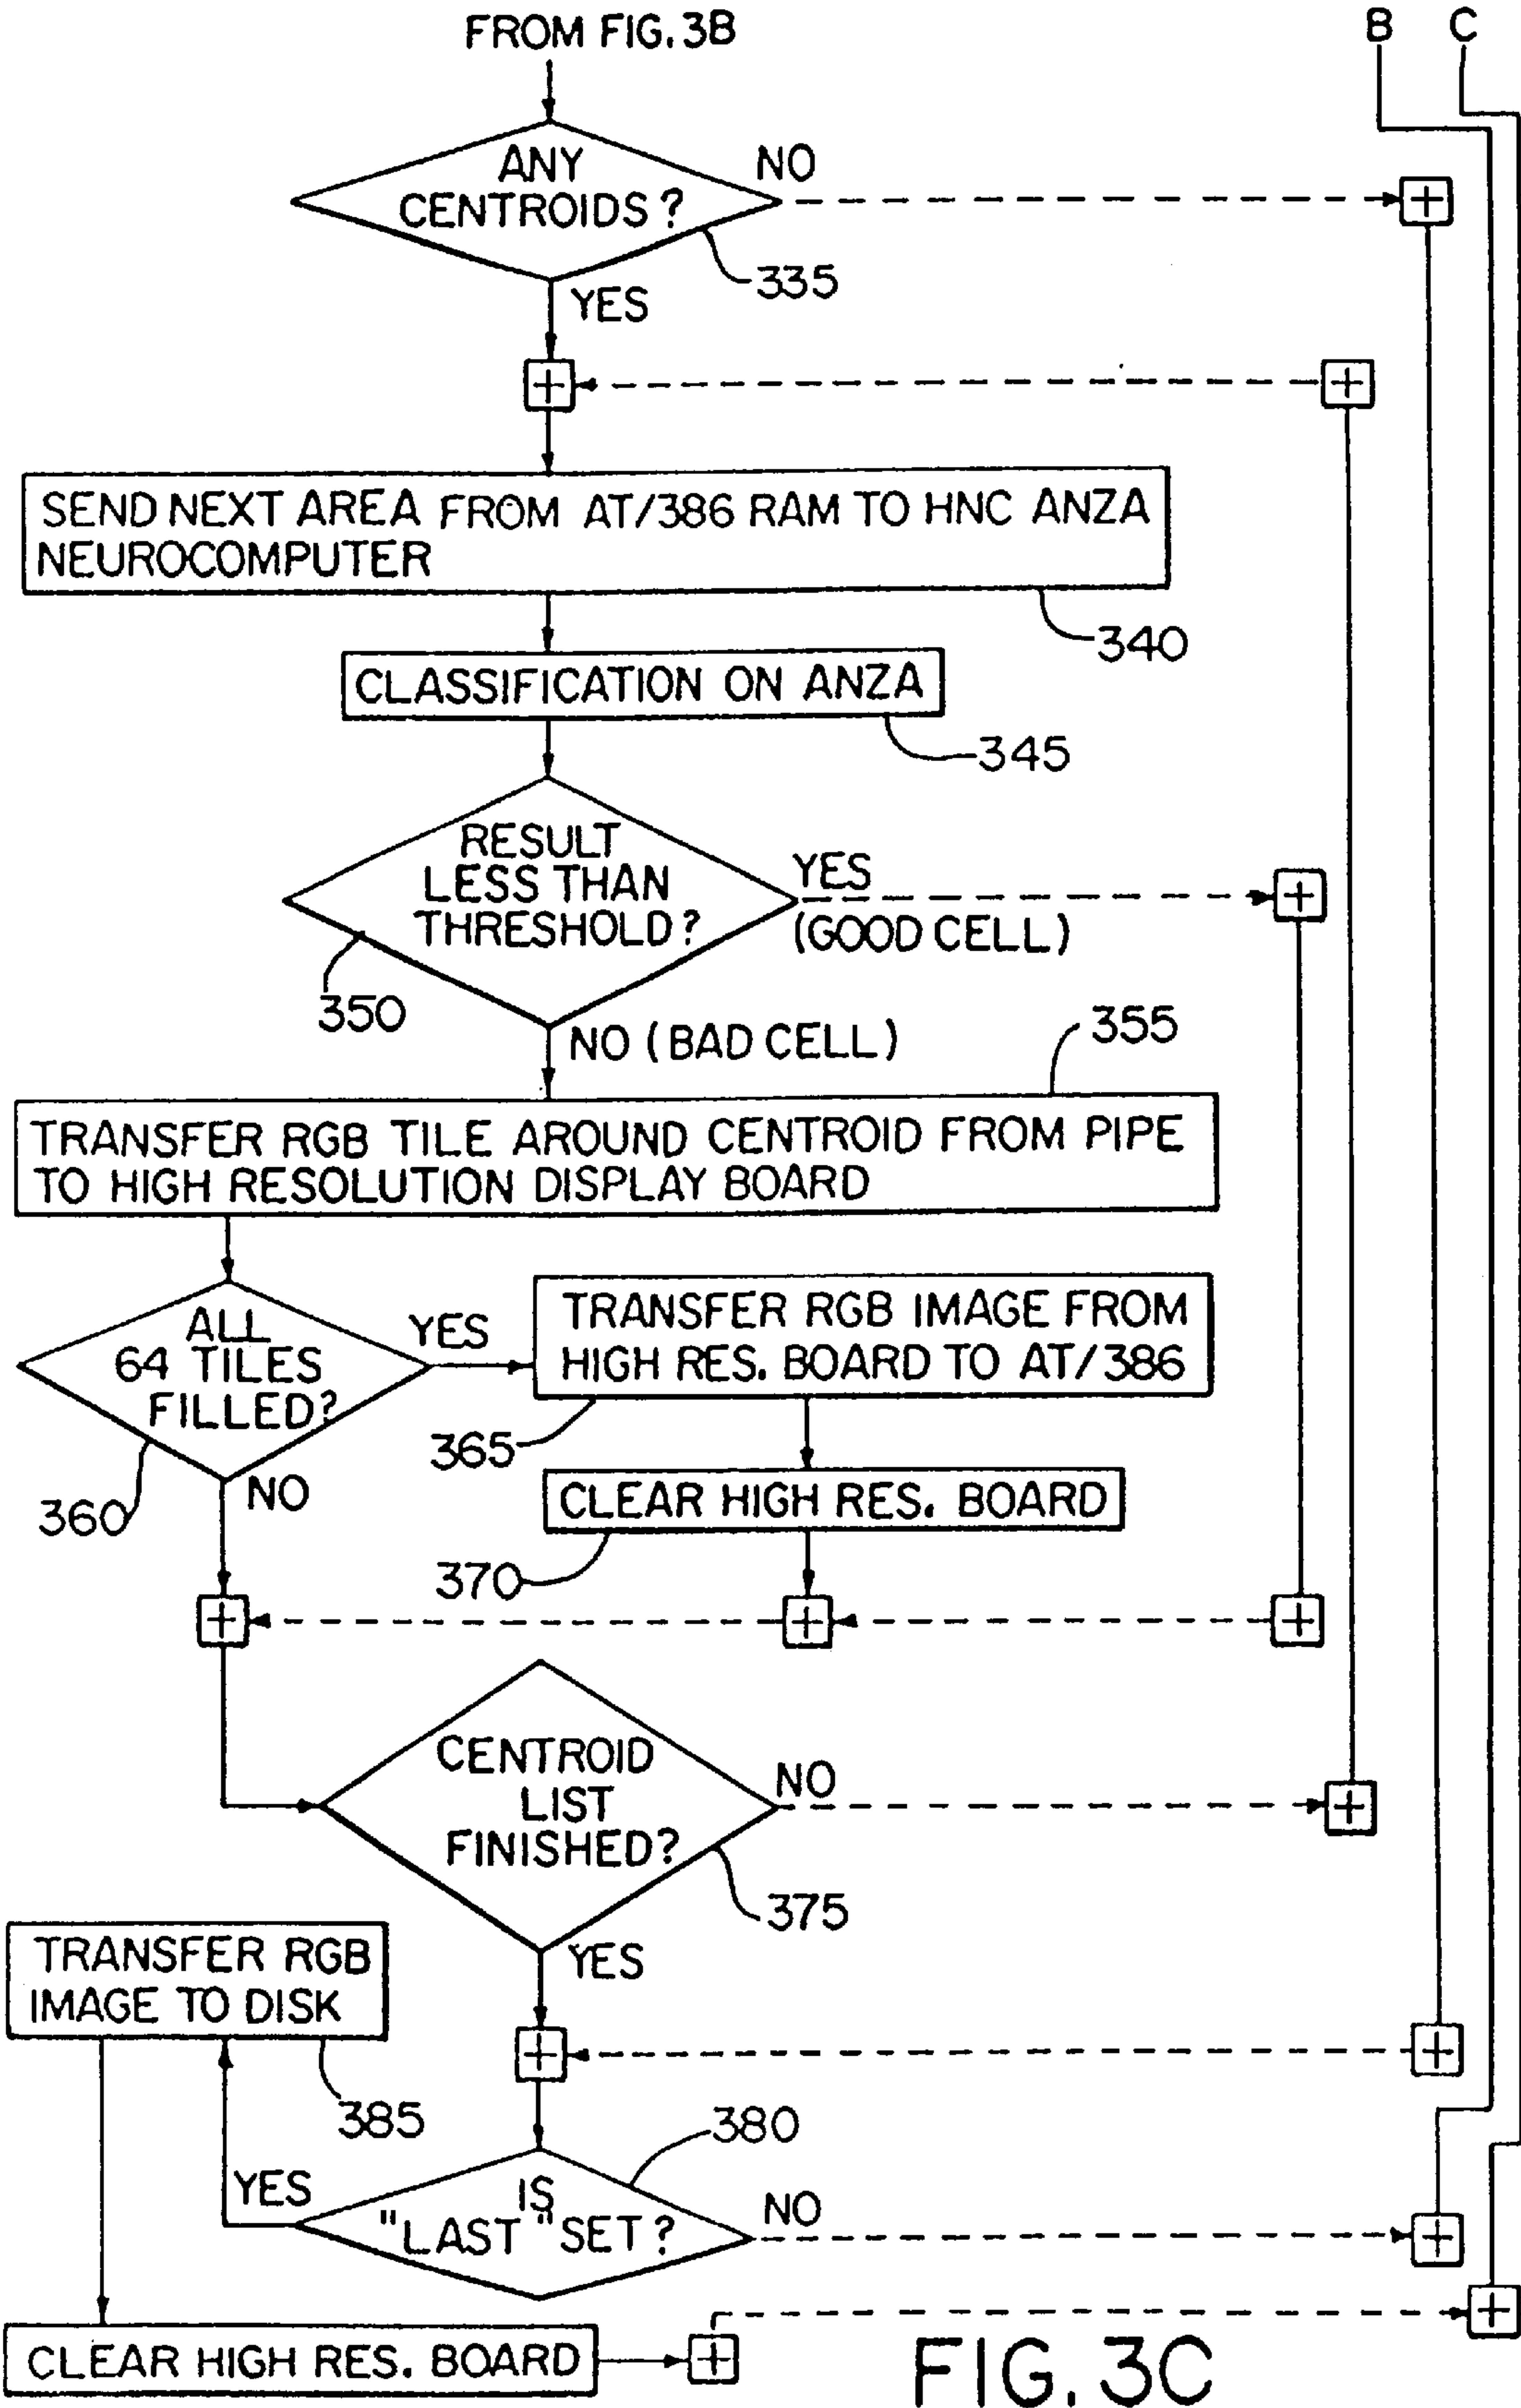 FROM FIG. 3B
B
C
ANY
CENTROIDS?
NO
335
YES
SEND NEXT AREA FROM AT/386 RAM TO HNC ANZA
NEUROCOMPUTER
340
CLASSIFICATION ON ANZA
345
RESULT
LESS THAN
THRESHOLD?
YES
(GOOD CELL)
350
NO (BAD CELL)
355
TRANSFER RGB TILE AROUND CENTROID FROM PIPE
TO HIGH RESOLUTION DISPLAY BOARD
ALL
64 TILES
FILLED?
YES
TRANSFER RGB IMAGE FROM
HIGH RES. BOARD TO AT/386
365
360
NO
CLEAR HIGH RES. BOARD
370
CENTROID
LIST
FINISHED?
NO
375
YES
TRANSFER RGB
IMAGE TO DISK
385
380
YES
IS
"LAST" SET?
NO
CLEAR HIGH RES. BOARD
FIG. 3C